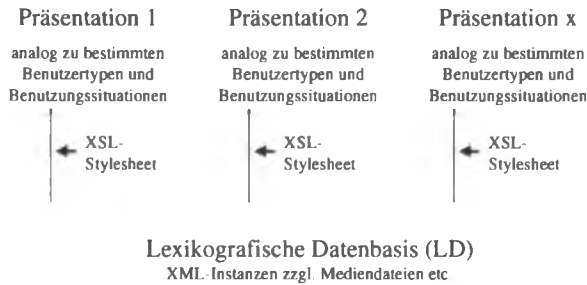 Präsentation 1
analog zu bestimmten
Benutzertypen und
Benutzungssituationen
XSL-
Stylesheet
Präsentation 2
analog zu bestimmten
Benutzertypen und
Benutzungssituationen
XSL-
Stylesheet
Präsentation x
analog zu bestimmten
Benutzertypen und
Benutzungssituationen
XSL-
Stylesheet
Lexikografische Datenbasis (LD)
XML-Instanzen zzgl. Mediendateien etc